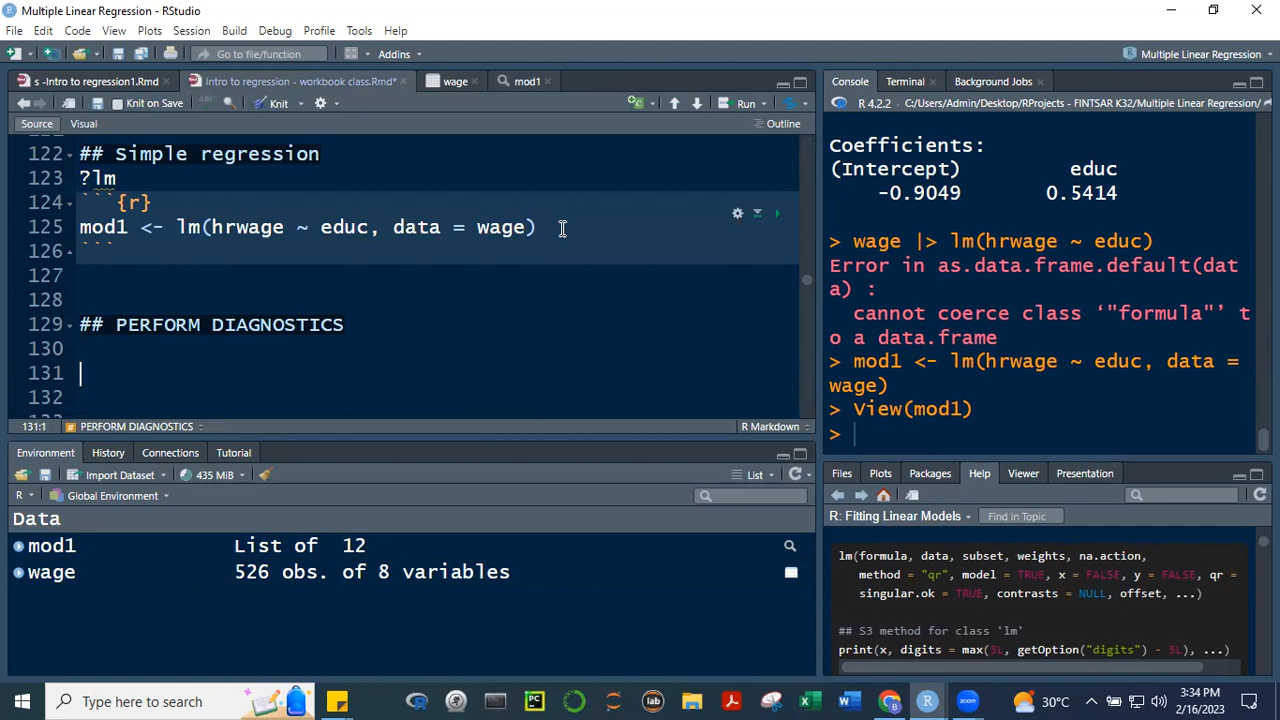 Multiple Linear Regression - RStudio
File Edit Code View Plots Session Build Debug Profile Tools Help
Go to file/function Addins Multiple Linear Regression
s -Intro to regression1.Rmd Intro to regression - workbook class.Rmd* wage mod1
Knit on Save ABC Knit Run
Source Visual Outline
122 ## Simple regression
123 ?lm
124 ```{r}
125 mod1 <- lm(hrwage ~ educ, data = wage)
126 ```
127
128
129 ## PERFORM DIAGNOSTICS
130
131
132
131:1 # PERFORM DIAGNOSTICS R Markdown
Environment History Connections Tutorial
Import Dataset 435 MiB List
R Global Environment
Data
mod1 List of 12
wage 526 obs. of 8 variables
Console Terminal Background Jobs
R 4.2.2 C:/Users/Admin/Desktop/RProjects - FINTSAR K32/Multiple Linear Regression/
Coefficients:
(Intercept) educ
-0.9049 0.5414
> wage |> lm(hrwage ~ educ)
Error in as.data.frame.default(dat
a) :
cannot coerce class ‘"formula"’ t
o a data.frame
> mod1 <- lm(hrwage ~ educ, data =
wage)
> View(mod1)
>
Files Plots Packages Help Viewer Presentation
R: Fitting Linear Models Find in Topic
lm(formula, data, subset, weights, na.action,
method = "qr", model = TRUE, x = FALSE, y = FALSE, qr =
singular.ok = TRUE, contrasts = NULL, offset, ...)
## S3 method for class 'lm'
print(x, digits = max(3L, getOption("digits") - 3L), ...)
Type here to search
PC
lab
zoom
30°C
3:34 PM
2/16/2023